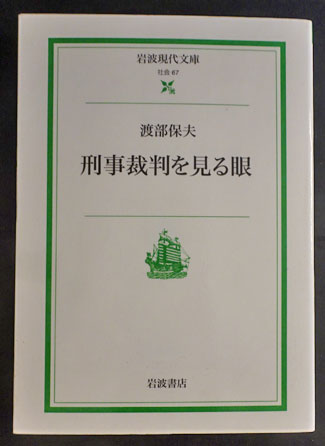 岩波現代文庫
社会 67
渡部保夫
刑事裁判を見る眼
岩波書店